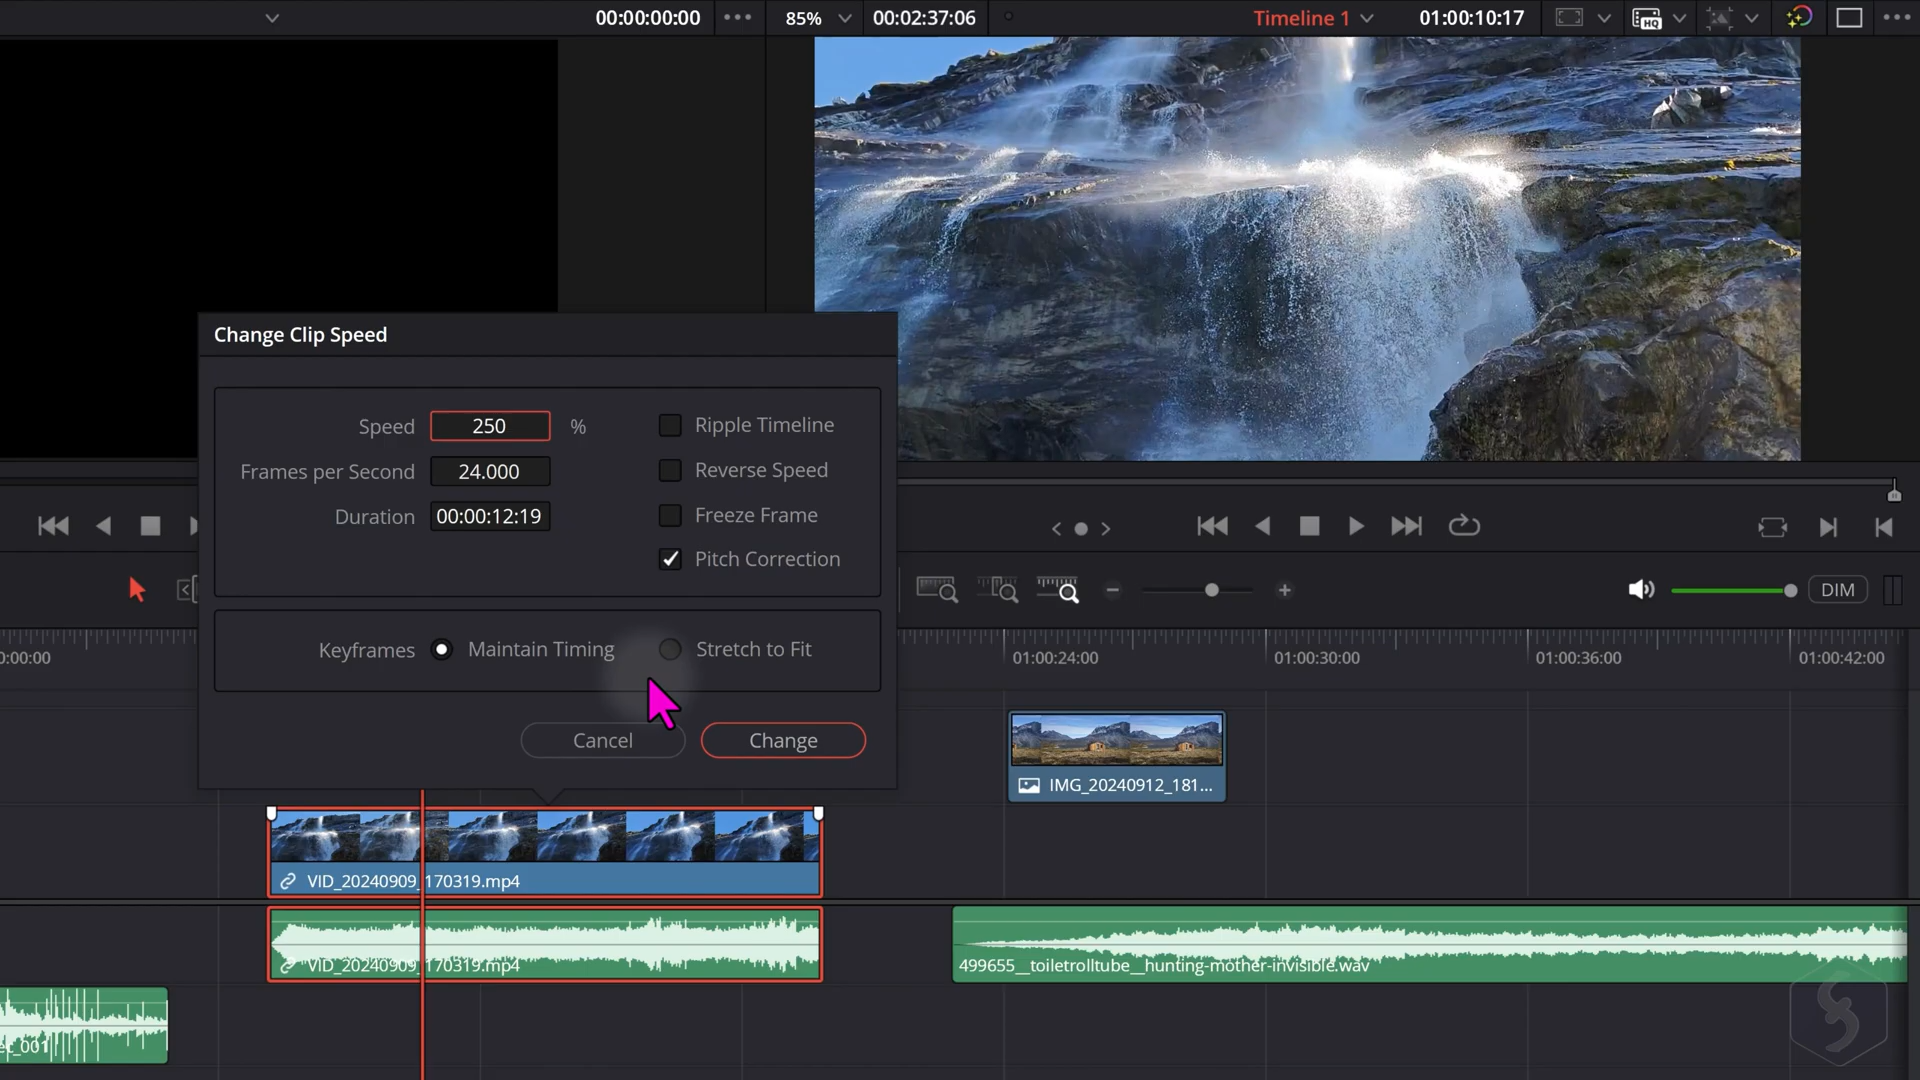 00:00:00:00
85%
00:02:37:06
Timeline 1
01:00:10:17
HQ
Change Clip Speed
Speed 250 %
Ripple Timeline
Frames per Second 24.000
Reverse Speed
Duration 00:00:12:19
Freeze Frame
Pitch Correction
DIM
Keyframes Maintain Timing Stretch to Fit
0:00:00
01:00:24:00
01:00:30:00
01:00:36:00
01:00:42:00
Cancel
Change
IMG_20240912_181...
VID_20240909_170319.mp4
VID_20240909_170319.mp4
499655__toiletrolltube__hunting-mother-invisible.wav
_001